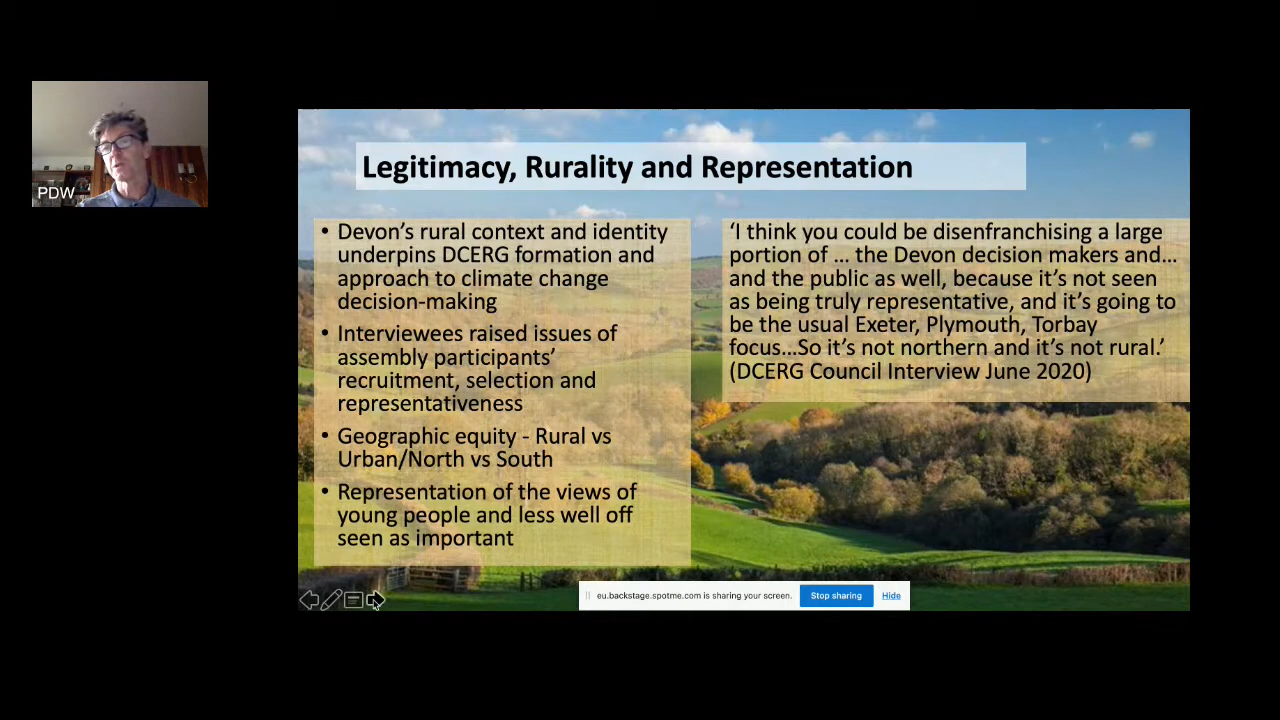 PDW
Legitimacy, Rurality and Representation
• Devon’s rural context and identity
underpins DCERG formation and
approach to climate change
decision-making
• Interviewees raised issues of
assembly participants’
recruitment, selection and
representativeness
• Geographic equity - Rural vs
Urban/North vs South
• Representation of the views of
young people and less well off
seen as important
‘I think you could be disenfranchising a large
portion of … the Devon decision makers and…
and the public as well, because it’s not seen
as being truly representative, and it’s going to
be the usual Exeter, Plymouth, Torbay
focus…So it’s not northern and it’s not rural.’
(DCERG Council Interview June 2020)
eu.backstage.spotme.com is sharing your screen. Stop sharing Hide